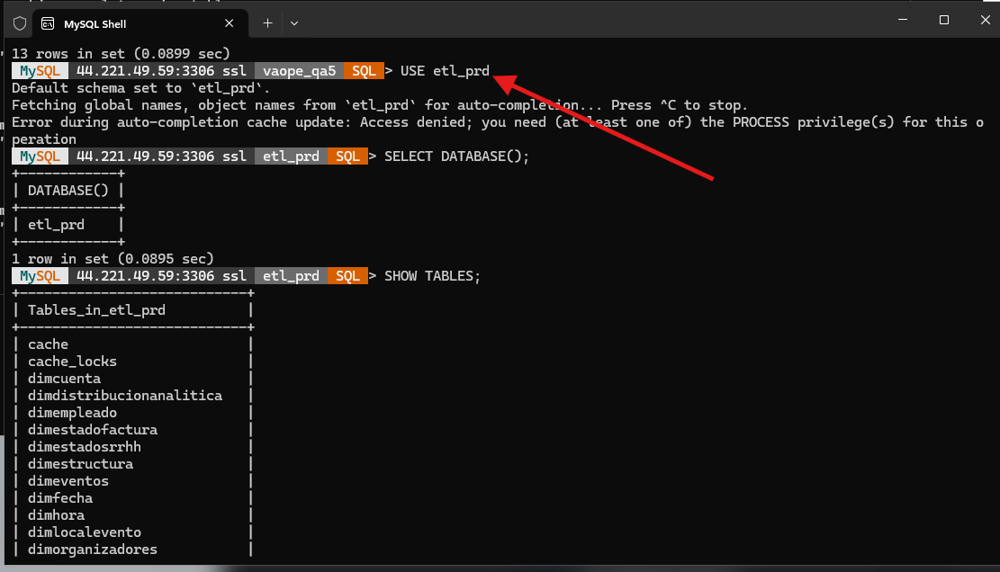 MySQL Shell
13 rows in set (0.0899 sec)
MySQL 44.221.49.59:3306 ssl vaope_qa5 SQL > USE etl_prd
Default schema set to `etl_prd`.
Fetching global names, object names from `etl_prd` for auto-completion... Press ^C to stop.
Error during auto-completion cache update: Access denied; you need (at least one of) the PROCESS privilege(s) for this o
peration
MySQL 44.221.49.59:3306 ssl etl_prd SQL > SELECT DATABASE();
+------------+
| DATABASE() |
+------------+
| etl_prd    |
+------------+
1 row in set (0.0895 sec)
MySQL 44.221.49.59:3306 ssl etl_prd SQL > SHOW TABLES;
+----------------------------+
| Tables_in_etl_prd          |
+----------------------------+
| cache                      |
| cache_locks                |
| dimcuenta                  |
| dimdistribucionanalitica   |
| dimempleado                |
| dimestadofactura           |
| dimestadosrrhh             |
| dimestructura              |
| dimeventos                 |
| dimfecha                   |
| dimhora                    |
| dimlocalevento             |
| dimorganizadores           |